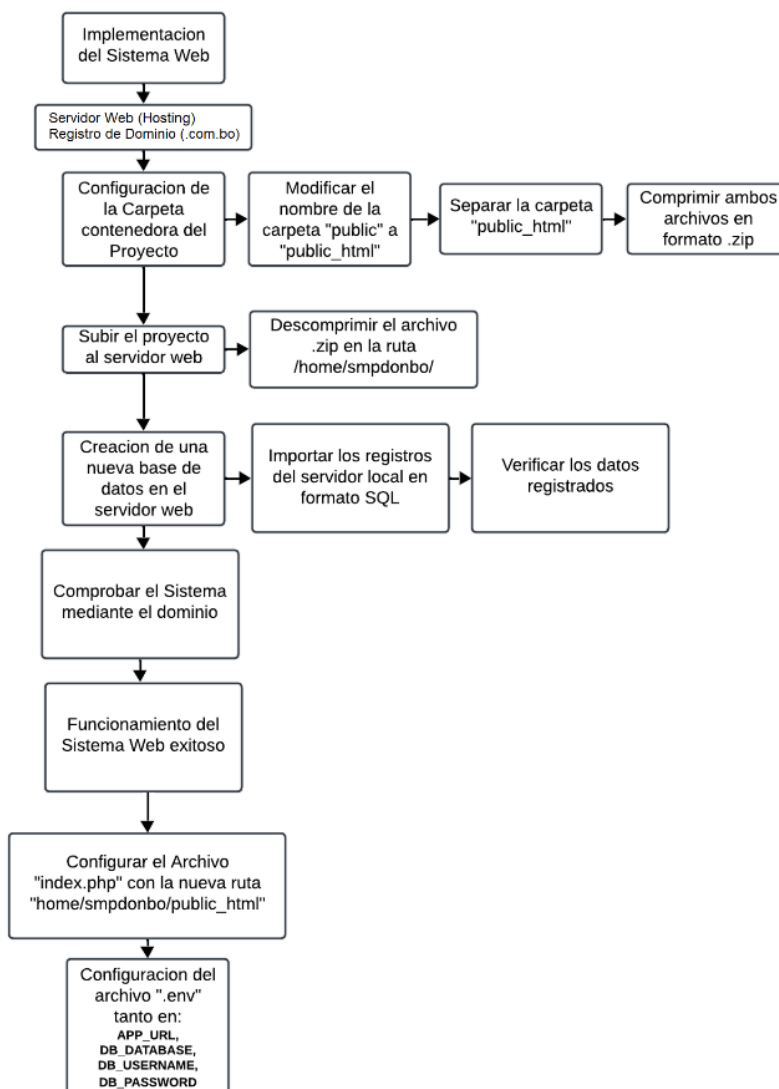 Implementacion
del Sistema Web
Servidor Web (Hosting)
Registro de Dominio (.com.bo)
Configuracion de
la Carpeta
contenedora del
Proyecto
Modificar el
nombre de la
carpeta "public" a
"public_html"
Separar la carpeta
"public_html"
Comprimir ambos
archivos en
formato .zip
Subir el proyecto
al servidor web
Descomprimir el archivo
.zip en la ruta
/home/smpdonbo/
Creacion de una
nueva base de
datos en el
servidor web
Importar los registros
del servidor local en
formato SQL
Verificar los datos
registrados
Comprobar el Sistema
mediante el dominio
Funcionamiento del
Sistema Web exitoso
Configurar el Archivo
"index.php" con la nueva ruta
"home/smpdonbo/public_html"
Configuracion del
archivo ".env"
tanto en:
APP_URL,
DB_DATABASE,
DB_USERNAME,
DB_PASSWORD